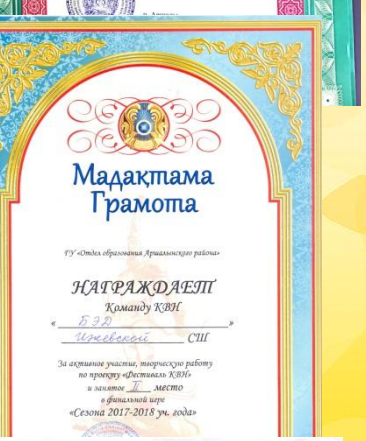 Мадақтама
Грамота
ГУ «Отдел образования Аршалынского района»
НАГРАЖДАЕТ
Команду КВН
« БЭД »
Ижевской СШ
За активное участие, творческую работу
по проекту «Фестиваль КВН»
и занятое II место
в финальной игре
«Сезона 2017-2018 уч. года»